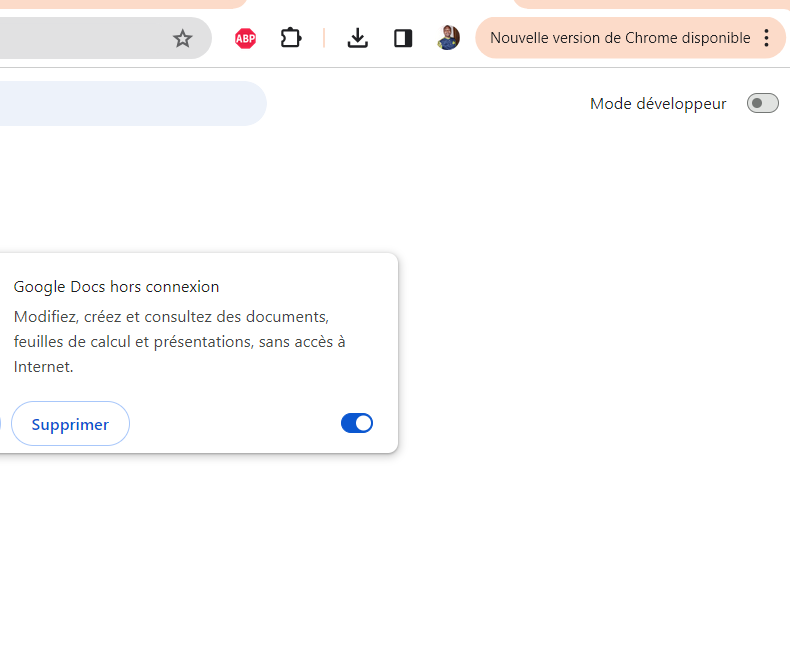 ABP
Nouvelle version de Chrome disponible
Mode développeur
Google Docs hors connexion
Modifiez, créez et consultez des documents,
feuilles de calcul et présentations, sans accès à
Internet.
Supprimer